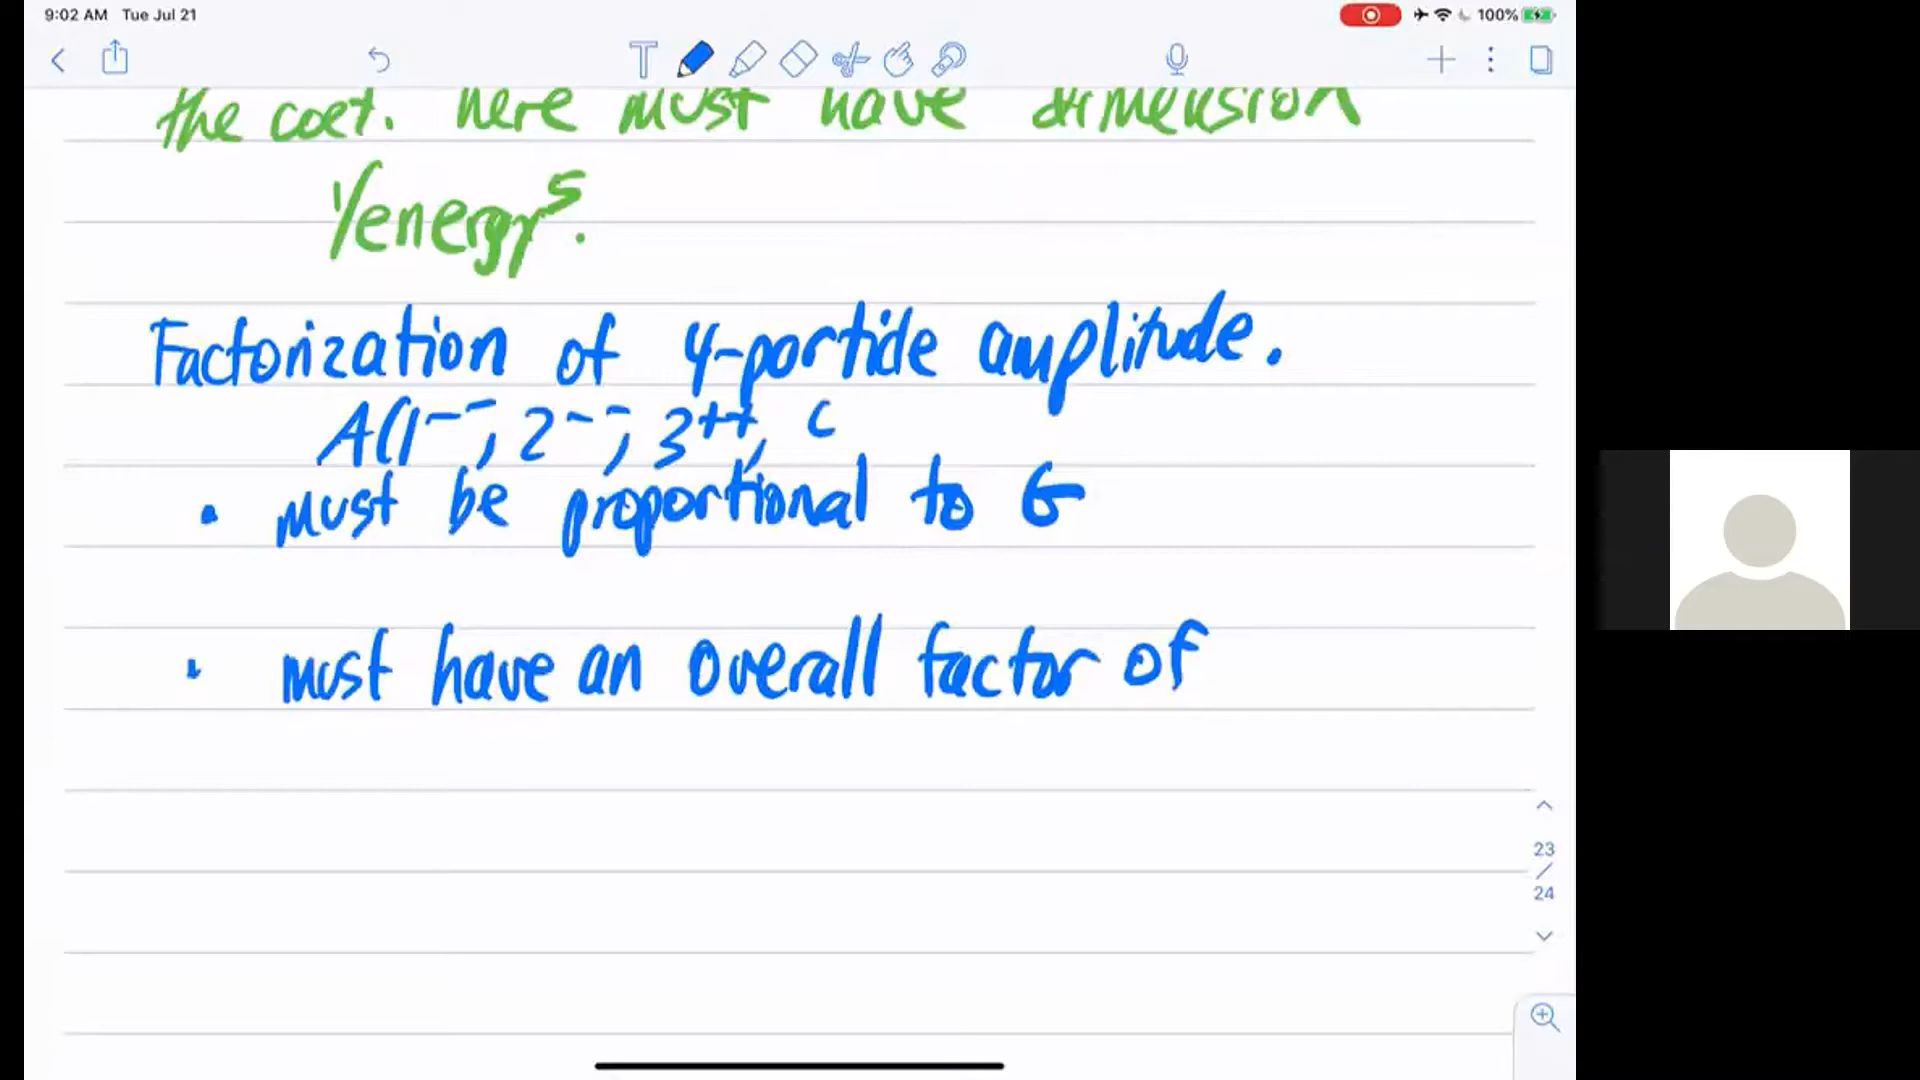 9:02 AM Tue Jul 21
100%
the coef. here must have dimension
1/energy⁵.
Factorization of 4-particle amplitude.
A(1⁻⁻, 2⁻⁻, 3⁺⁺, c
• must be proportional to G
• must have an overall factor of
23
/
24